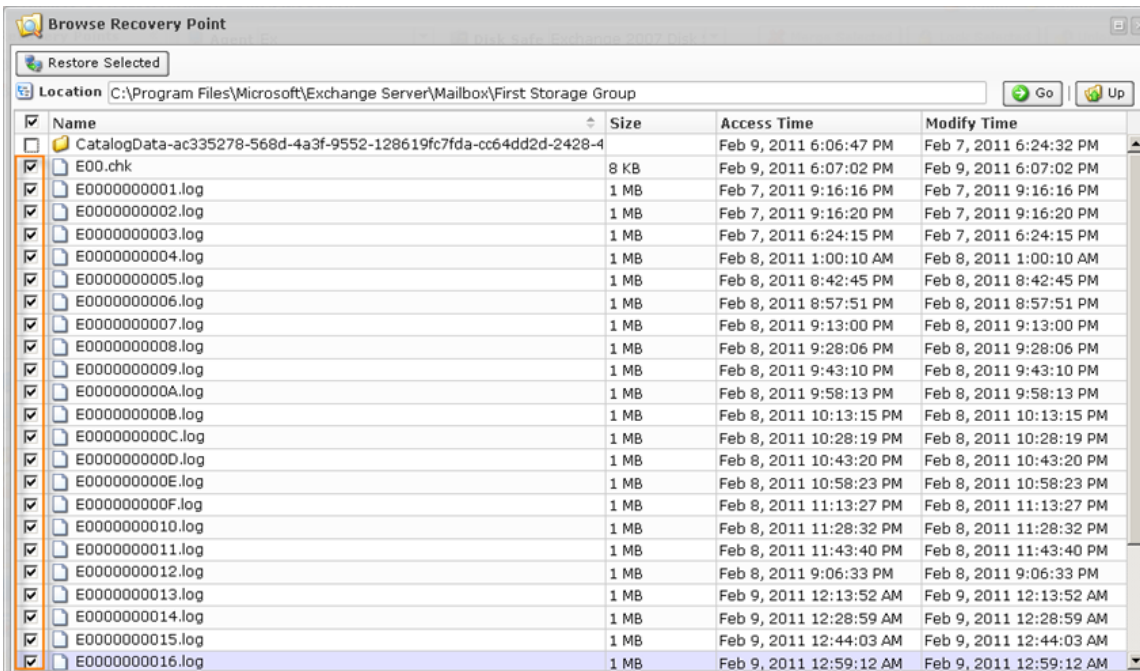 Browse Recovery Point
Restore Selected
Location C:\Program Files\Microsoft\Exchange Server\Mailbox\First Storage Group Go Up
Name Size Access Time Modify Time
CatalogData-ac335278-568d-4a3f-9552-128619fc7fda-cc64dd2d-2428-4 Feb 9, 2011 6:06:47 PM Feb 7, 2011 6:24:32 PM
E00.chk 8 KB Feb 9, 2011 6:07:02 PM Feb 9, 2011 6:07:02 PM
E0000000001.log 1 MB Feb 7, 2011 9:16:16 PM Feb 7, 2011 9:16:16 PM
E0000000002.log 1 MB Feb 7, 2011 9:16:20 PM Feb 7, 2011 9:16:20 PM
E0000000003.log 1 MB Feb 7, 2011 6:24:15 PM Feb 7, 2011 6:24:15 PM
E0000000004.log 1 MB Feb 8, 2011 1:00:10 AM Feb 8, 2011 1:00:10 AM
E0000000005.log 1 MB Feb 8, 2011 8:42:45 PM Feb 8, 2011 8:42:45 PM
E0000000006.log 1 MB Feb 8, 2011 8:57:51 PM Feb 8, 2011 8:57:51 PM
E0000000007.log 1 MB Feb 8, 2011 9:13:00 PM Feb 8, 2011 9:13:00 PM
E0000000008.log 1 MB Feb 8, 2011 9:28:06 PM Feb 8, 2011 9:28:06 PM
E0000000009.log 1 MB Feb 8, 2011 9:43:10 PM Feb 8, 2011 9:43:10 PM
E000000000A.log 1 MB Feb 8, 2011 9:58:13 PM Feb 8, 2011 9:58:13 PM
E000000000B.log 1 MB Feb 8, 2011 10:13:15 PM Feb 8, 2011 10:13:15 PM
E000000000C.log 1 MB Feb 8, 2011 10:28:19 PM Feb 8, 2011 10:28:19 PM
E000000000D.log 1 MB Feb 8, 2011 10:43:20 PM Feb 8, 2011 10:43:20 PM
E000000000E.log 1 MB Feb 8, 2011 10:58:23 PM Feb 8, 2011 10:58:23 PM
E000000000F.log 1 MB Feb 8, 2011 11:13:27 PM Feb 8, 2011 11:13:27 PM
E0000000010.log 1 MB Feb 8, 2011 11:28:32 PM Feb 8, 2011 11:28:32 PM
E0000000011.log 1 MB Feb 8, 2011 11:43:40 PM Feb 8, 2011 11:43:40 PM
E0000000012.log 1 MB Feb 8, 2011 9:06:33 PM Feb 8, 2011 9:06:33 PM
E0000000013.log 1 MB Feb 9, 2011 12:13:52 AM Feb 9, 2011 12:13:52 AM
E0000000014.log 1 MB Feb 9, 2011 12:28:59 AM Feb 9, 2011 12:28:59 AM
E0000000015.log 1 MB Feb 9, 2011 12:44:03 AM Feb 9, 2011 12:44:03 AM
E0000000016.log 1 MB Feb 9, 2011 12:59:12 AM Feb 9, 2011 12:59:12 AM